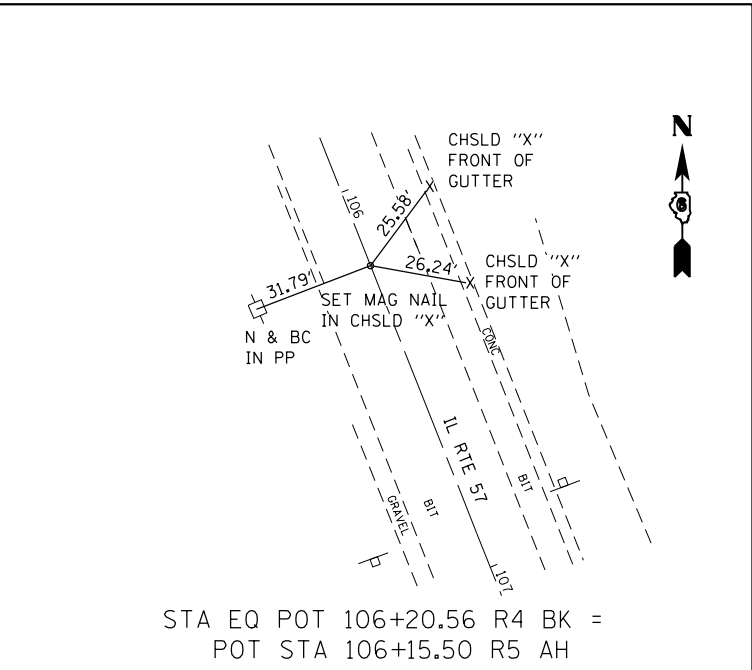 CHSLD "X"
FRONT OF
GUTTER
N
106
25.58'
6
26.24'
CHSLD "X"
FRONT OF
GUTTER
31.79'
SET MAG NAIL
IN CHSLD "X"
N & BC
IN PP
CONC
IL RTE 57
BIT
GRAVEL
BIT
107
STA EQ POT 106+20.56 R4 BK =
POT STA 106+15.50 R5 AH